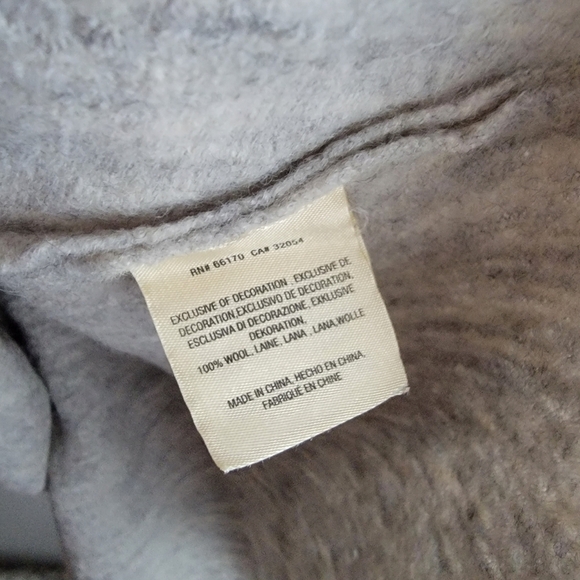 RN# 66170 CA# 32054
EXCLUSIVE OF DECORATION . EXCLUSIVE DE
DECORATION,EXCLUSIVO DE DECORATION,
ESCLUSIVA DI DECORAZIONE, EXKLUSIVE
DEKORATION,
100% WOOL, LAINE, LANA , LANA,WOLLE
MADE IN CHINA, HECHO EN CHINA,
FABRIQUE EN CHINE